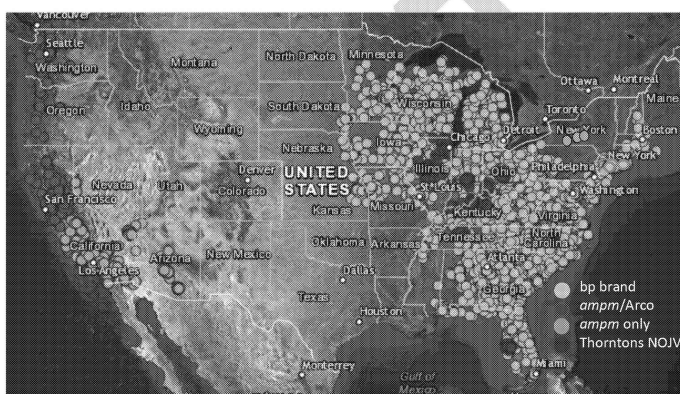 Vancouver
Seattle
Washington
Montana
North Dakota
Minnesota
Ottawa
Montreal
Maine
Oregon
Idaho
South Dakota
Wisconsin
Toronto
Wyoming
Chicago
Detroit
New York
Boston
Nebraska
Iowa
Illinois
Ohio
Philadelphia
New York
Nevada
Utah
Denver
Colorado
UNITED
STATES
St Louis
Washington
San Francisco
Kansas
Missouri
Kentucky
Virginia
California
Oklahoma
Arkansas
Tennessee
North
Carolina
Los Angeles
Arizona
New Mexico
Atlanta
Dallas
Georgia
Texas
Houston
bp brand
ampm/Arco
ampm only
Thorntons NOJV
Monterrey
Gulf of
Mexico
Miami